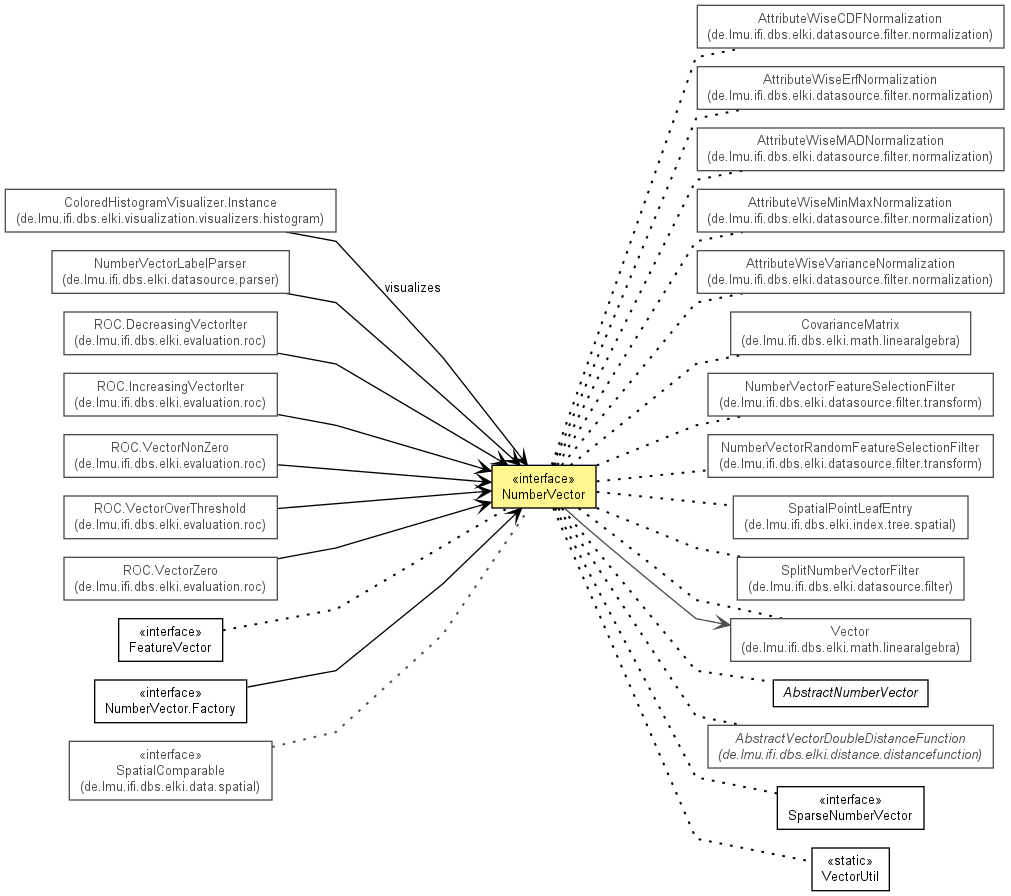 ColoredHistogramVisualizer.Instance
(de.lmu.ifi.dbs.elki.visualization.visualizers.histogram)
NumberVectorLabelParser
(de.lmu.ifi.dbs.elki.datasource.parser)
ROC.DecreasingVectorIter
(de.lmu.ifi.dbs.elki.evaluation.roc)
ROC.IncreasingVectorIter
(de.lmu.ifi.dbs.elki.evaluation.roc)
ROC.VectorNonZero
(de.lmu.ifi.dbs.elki.evaluation.roc)
ROC.VectorOverThreshold
(de.lmu.ifi.dbs.elki.evaluation.roc)
ROC.VectorZero
(de.lmu.ifi.dbs.elki.evaluation.roc)
«interface»
FeatureVector
«interface»
NumberVector.Factory
«interface»
SpatialComparable
(de.lmu.ifi.dbs.elki.data.spatial)
visualizes
«interface»
NumberVector
AttributeWiseCDFNormalization
(de.lmu.ifi.dbs.elki.datasource.filter.normalization)
AttributeWiseErfNormalization
(de.lmu.ifi.dbs.elki.datasource.filter.normalization)
AttributeWiseMADNormalization
(de.lmu.ifi.dbs.elki.datasource.filter.normalization)
AttributeWiseMinMaxNormalization
(de.lmu.ifi.dbs.elki.datasource.filter.normalization)
AttributeWiseVarianceNormalization
(de.lmu.ifi.dbs.elki.datasource.filter.normalization)
CovarianceMatrix
(de.lmu.ifi.dbs.elki.math.linearalgebra)
NumberVectorFeatureSelectionFilter
(de.lmu.ifi.dbs.elki.datasource.filter.transform)
NumberVectorRandomFeatureSelectionFilter
(de.lmu.ifi.dbs.elki.datasource.filter.transform)
SpatialPointLeafEntry
(de.lmu.ifi.dbs.elki.index.tree.spatial)
SplitNumberVectorFilter
(de.lmu.ifi.dbs.elki.datasource.filter)
Vector
(de.lmu.ifi.dbs.elki.math.linearalgebra)
AbstractNumberVector
AbstractVectorDoubleDistanceFunction
(de.lmu.ifi.dbs.elki.distance.distancefunction)
«interface»
SparseNumberVector
«static»
VectorUtil